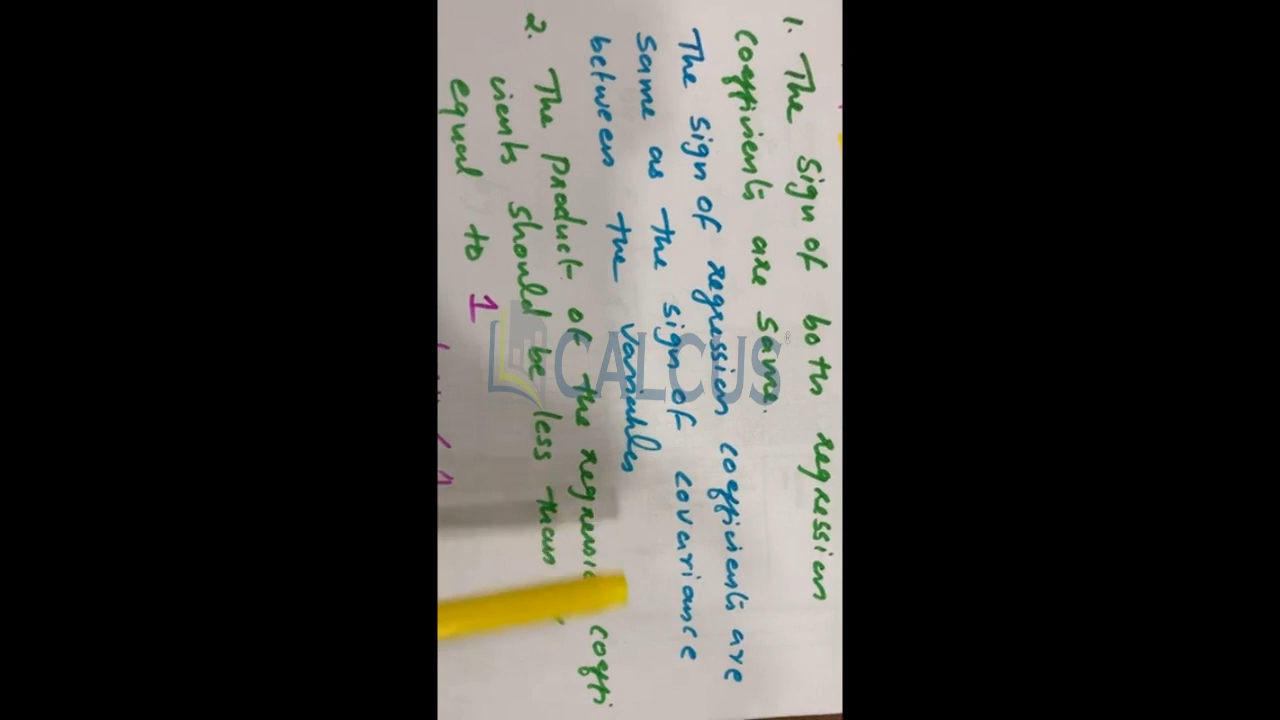 1. The sign of both regression
coefficients are same.
The sign of regression coefficients are
same as the sign of covariance
between the variables
2. The product of the regressi coeffi
cients should be less than
equal to 1
CALCUS